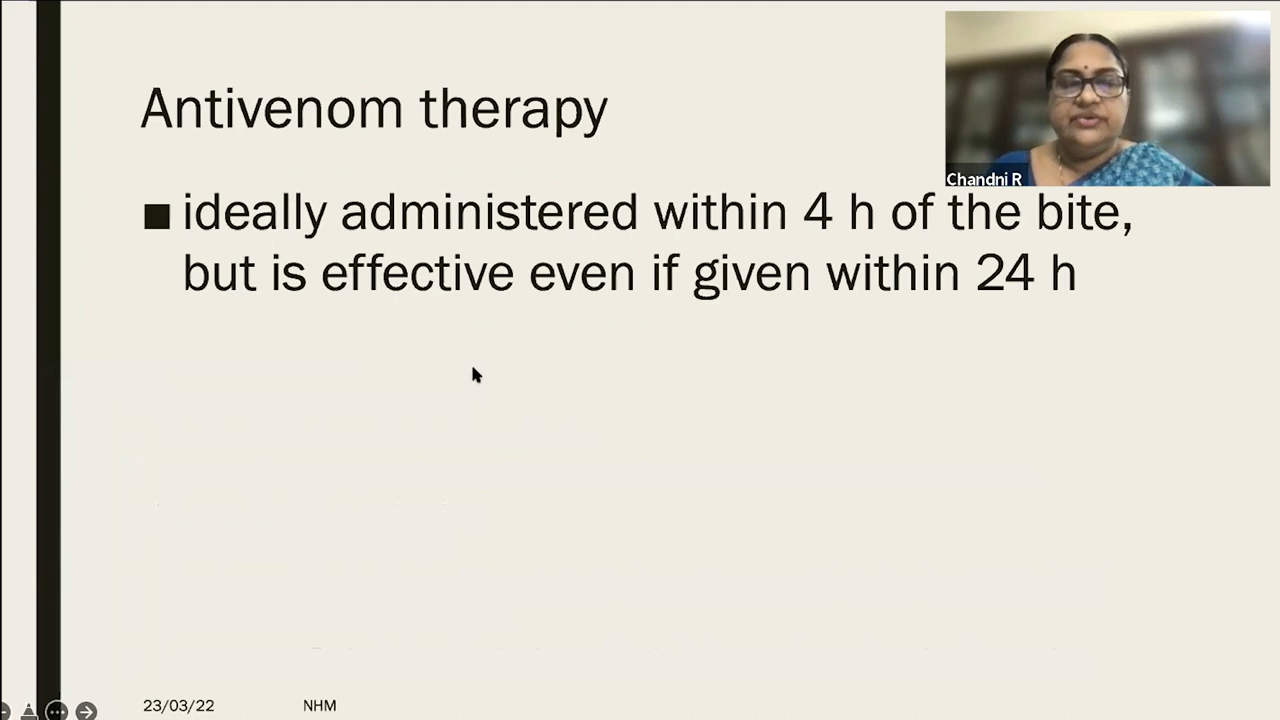 Antivenom therapy
Chandni R
■ ideally administered within 4 h of the bite,
but is effective even if given within 24 h
23/03/22 NHM